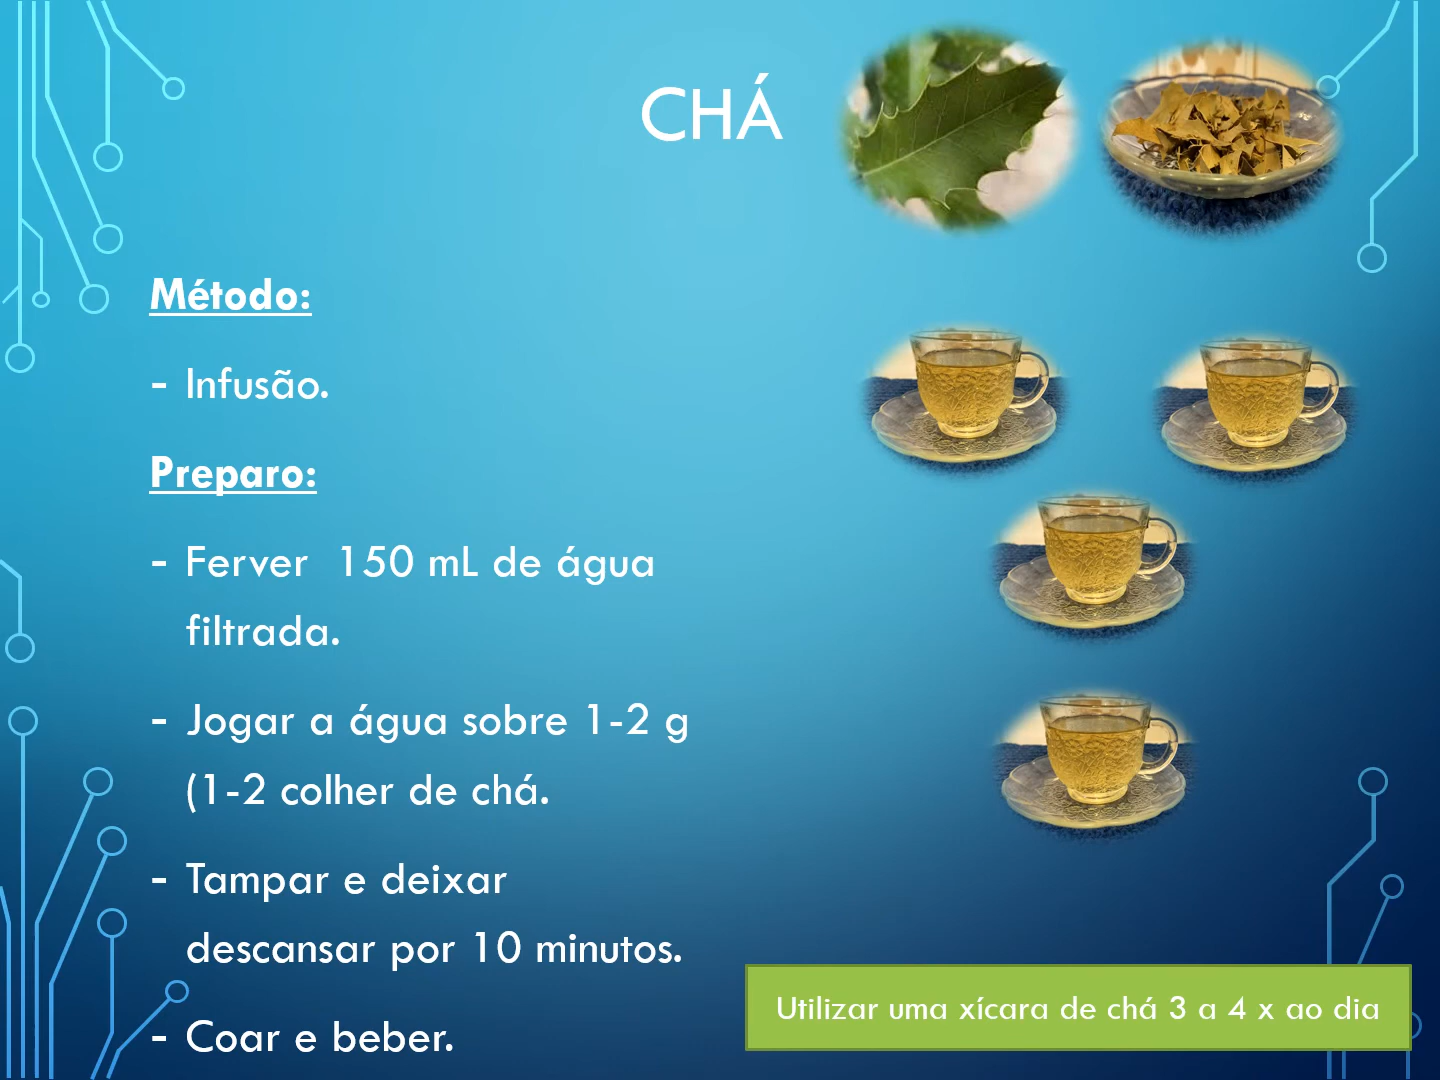 CHÁ
Método:
- Infusão.
Preparo:
- Ferver 150 mL de água
filtrada.
- Jogar a água sobre 1-2 g
(1-2 colher de chá.
- Tampar e deixar
descansar por 10 minutos.
- Coar e beber.
Utilizar uma xícara de chá 3 a 4 x ao dia